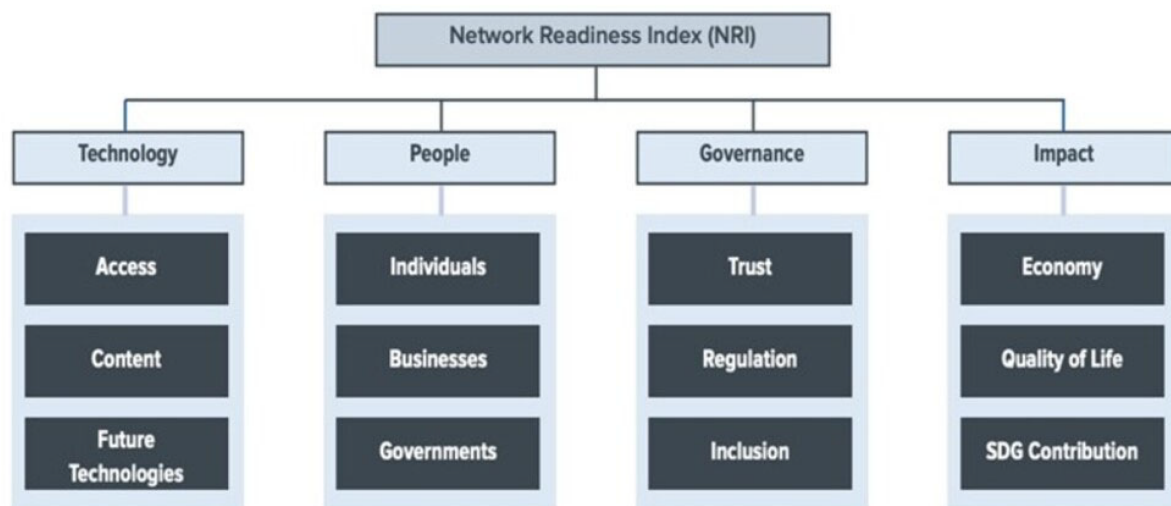 Network Readiness Index (NRI)
Technology
People
Governance
Impact
Access
Individuals
Trust
Economy
Content
Businesses
Regulation
Quality of Life
Future
Technologies
Governments
Inclusion
SDG Contribution